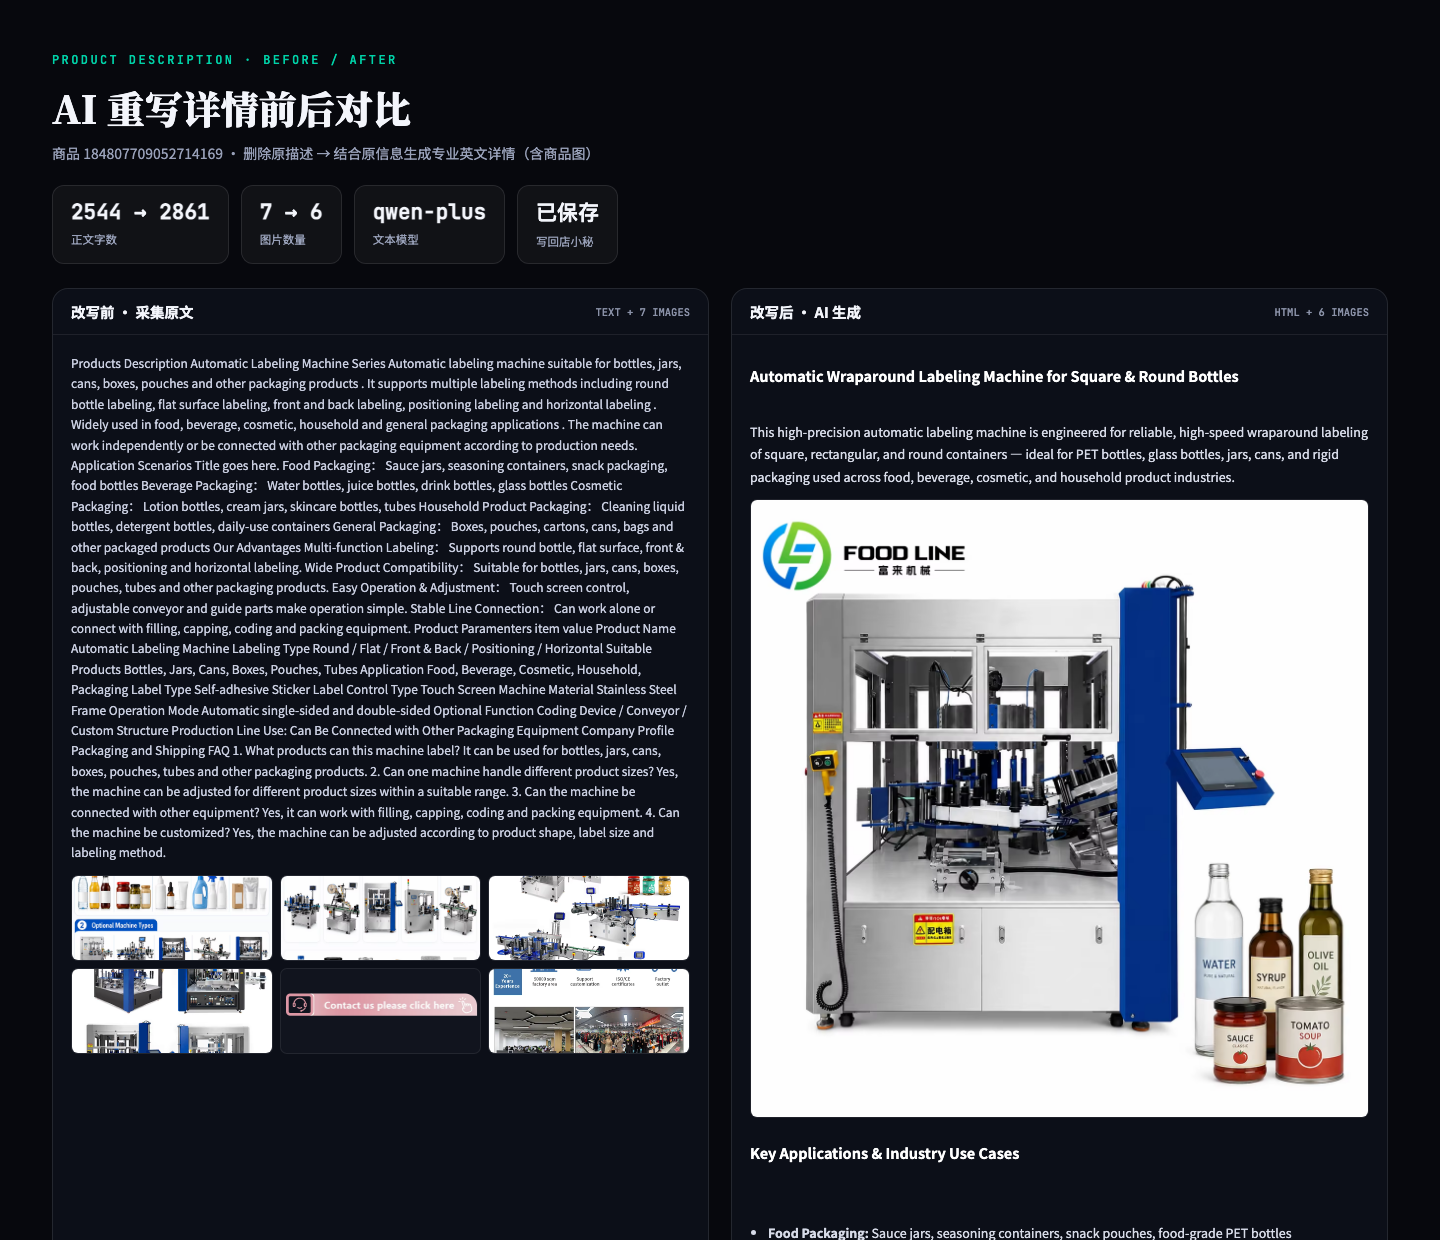 PRODUCT DESCRIPTION · BEFORE / AFTER
AI 重写详情前后对比
商品 184807709052714169 · 删除原描述 → 结合原信息生成专业英文详情（含商品图）
2544 → 2861
正文字数
7 → 6
图片数量
qwen-plus
文本模型
已保存
写回店小秘
改写前 · 采集原文
TEXT + 7 IMAGES
Products Description Automatic Labeling Machine Series Automatic labeling machine suitable for bottles, jars,
cans, boxes, pouches and other packaging products . It supports multiple labeling methods including round
bottle labeling, flat surface labeling, front and back labeling, positioning labeling and horizontal labeling .
Widely used in food, beverage, cosmetic, household and general packaging applications . The machine can
work independently or be connected with other packaging equipment according to production needs.
Application Scenarios Title goes here. Food Packaging： Sauce jars, seasoning containers, snack packaging,
food bottles Beverage Packaging： Water bottles, juice bottles, drink bottles, glass bottles Cosmetic
Packaging： Lotion bottles, cream jars, skincare bottles, tubes Household Product Packaging： Cleaning liquid
bottles, detergent bottles, daily-use containers General Packaging： Boxes, pouches, cartons, cans, bags and
other packaged products Our Advantages Multi-function Labeling： Supports round bottle, flat surface, front &
back, positioning and horizontal labeling. Wide Product Compatibility： Suitable for bottles, jars, cans, boxes,
pouches, tubes and other packaging products. Easy Operation & Adjustment： Touch screen control,
adjustable conveyor and guide parts make operation simple. Stable Line Connection： Can work alone or
connect with filling, capping, coding and packing equipment. Product Paramenters item value Product Name
Automatic Labeling Machine Labeling Type Round / Flat / Front & Back / Positioning / Horizontal Suitable
Products Bottles, Jars, Cans, Boxes, Pouches, Tubes Application Food, Beverage, Cosmetic, Household,
Packaging Label Type Self-adhesive Sticker Label Control Type Touch Screen Machine Material Stainless Steel
Frame Operation Mode Automatic single-sided and double-sided Optional Function Coding Device / Conveyor /
Custom Structure Production Line Use: Can Be Connected with Other Packaging Equipment Company Profile
Packaging and Shipping FAQ 1. What products can this machine label? It can be used for bottles, jars, cans,
boxes, pouches, tubes and other packaging products. 2. Can one machine handle different product sizes? Yes,
the machine can be adjusted for different product sizes within a suitable range. 3. Can the machine be
connected with other equipment? Yes, it can work with filling, capping, coding and packing equipment. 4. Can
the machine be customized? Yes, the machine can be adjusted according to product shape, label size and
labeling method.
2 Optional Machine Types
Contact us please click here
20+ Years Experience
factory area
Support customization
ISO/CE certificates
Factory outlet
改写后 · AI 生成
HTML + 6 IMAGES
Automatic Wraparound Labeling Machine for Square & Round Bottles
This high-precision automatic labeling machine is engineered for reliable, high-speed wraparound labeling
of square, rectangular, and round containers — ideal for PET bottles, glass bottles, jars, cans, and rigid
packaging used across food, beverage, cosmetic, and household product industries.
FOOD LINE
富来机械
配电箱
WATER
SYRUP
OLIVE
OIL
SAUCE
CLASSIC
TOMATO
SOUP
Key Applications & Industry Use Cases
• Food Packaging: Sauce jars, seasoning containers, snack pouches, food-grade PET bottles